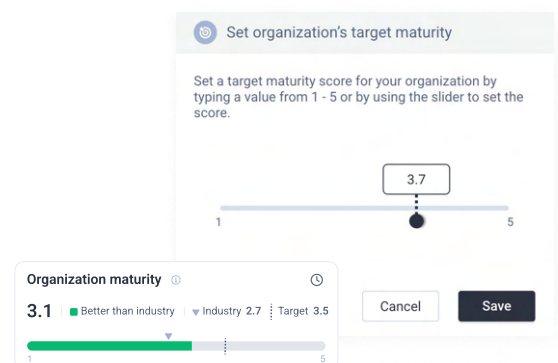 Set organization's target maturity
Set a target maturity score for your organization by
typing a value from 1 - 5 or by using the slider to set the
score.
3.7
1 5
Cancel Save
Organization maturity
3.1 Better than industry Industry 2.7 Target 3.5
1 5